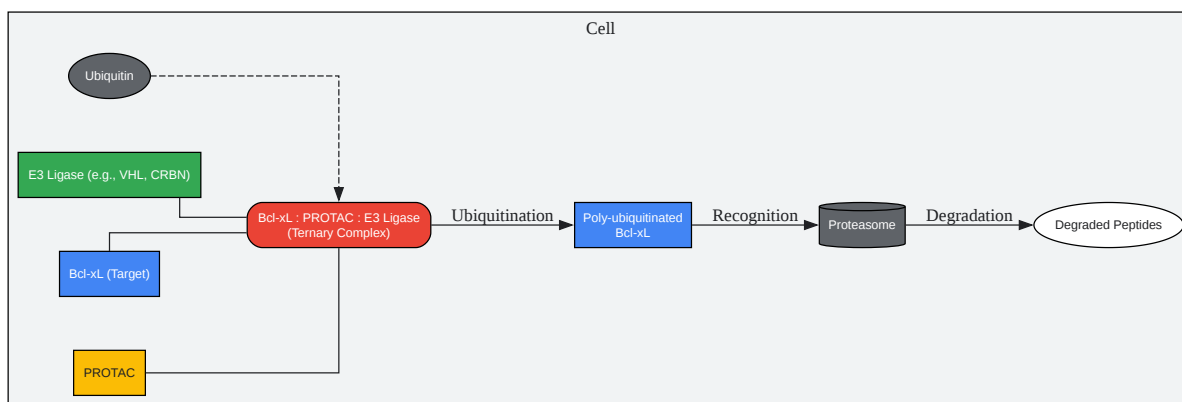 Cell
Ubiquitin
E3 Ligase (e.g., VHL, CRBN)
Bcl-xL : PROTAC : E3 Ligase
(Ternary Complex)
Ubiquitination
Poly-ubiquitinated
Bcl-xL
Recognition
Proteasome
Degradation
Degraded Peptides
Bcl-xL (Target)
PROTAC